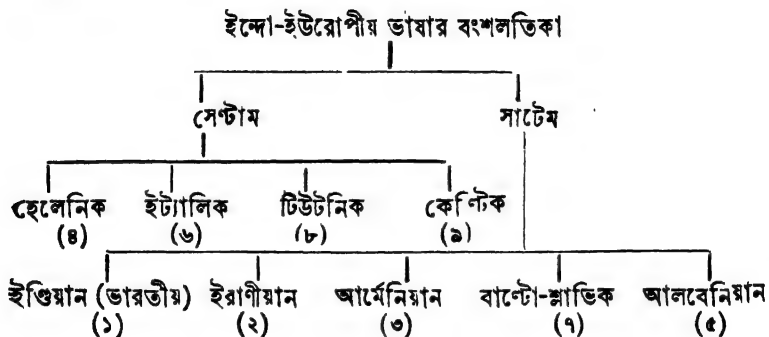 ইন্দো-ইউরোপীয় ভাষার বংশলতিকা
সেণ্টাম সাটেম
হেলেনিক ইট্যালিক টিউটনিক কেল্টিক
(৪) (৬) (৮) (৯)
ইণ্ডিয়ান (ভারতীয়) ইরাণীয়ান আর্মেনিয়ান বাল্টো-শ্লাভিক আলবেনিয়ান
(১) (২) (৩) (৭) (৫)